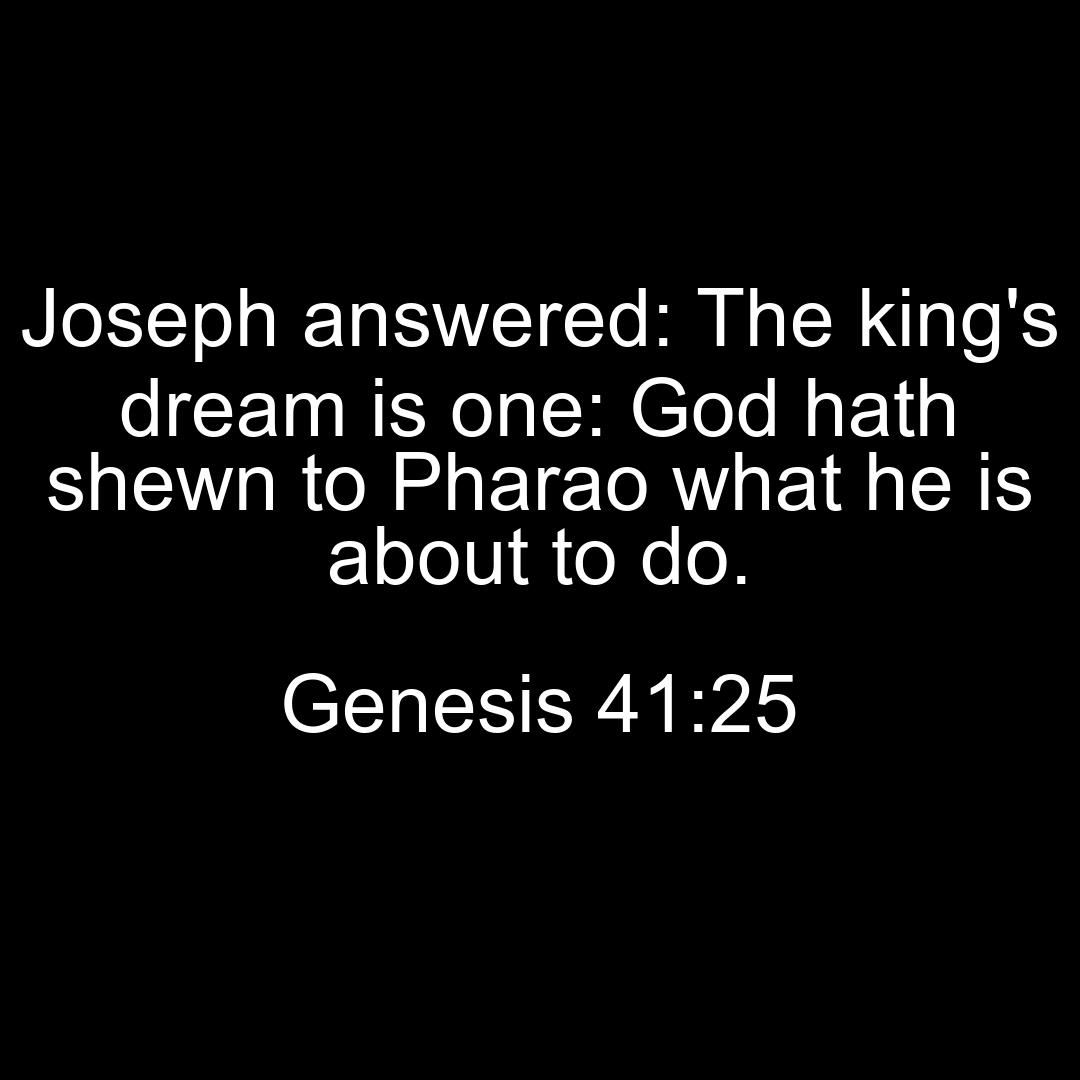 Joseph answered: The king's
dream is one: God hath
shewn to Pharao what he is
about to do.
Genesis 41:25